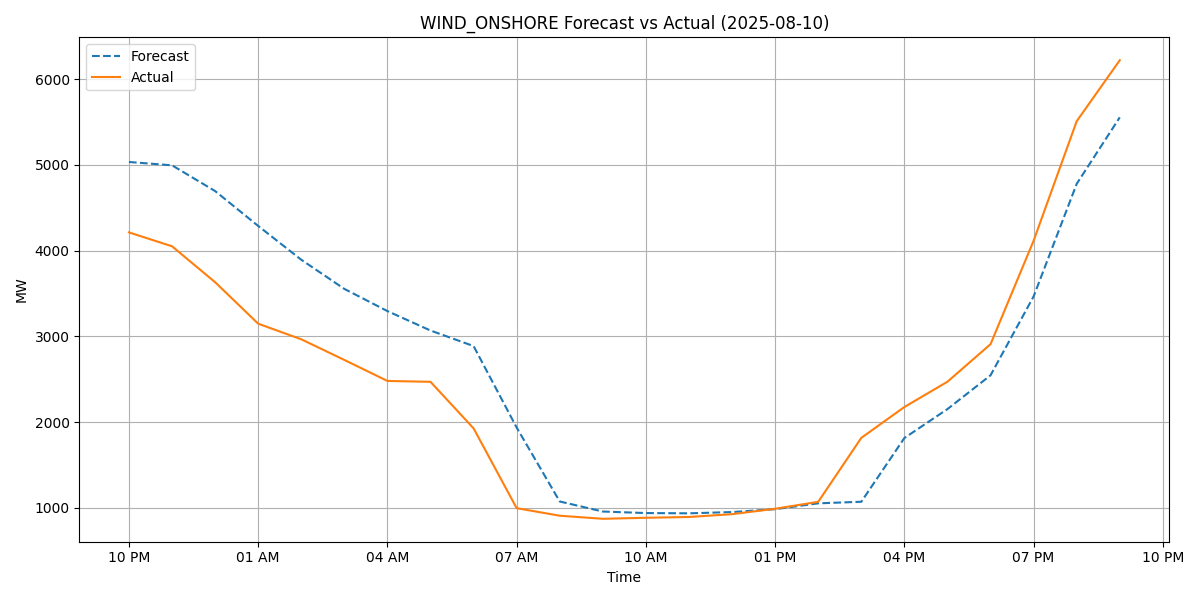 WIND_ONSHORE Forecast vs Actual (2025-08-10)
Forecast
Actual
6000
5000
4000
3000
2000
1000
MW
10 PM 01 AM 04 AM 07 AM 10 AM 01 PM 04 PM 07 PM 10 PM
Time